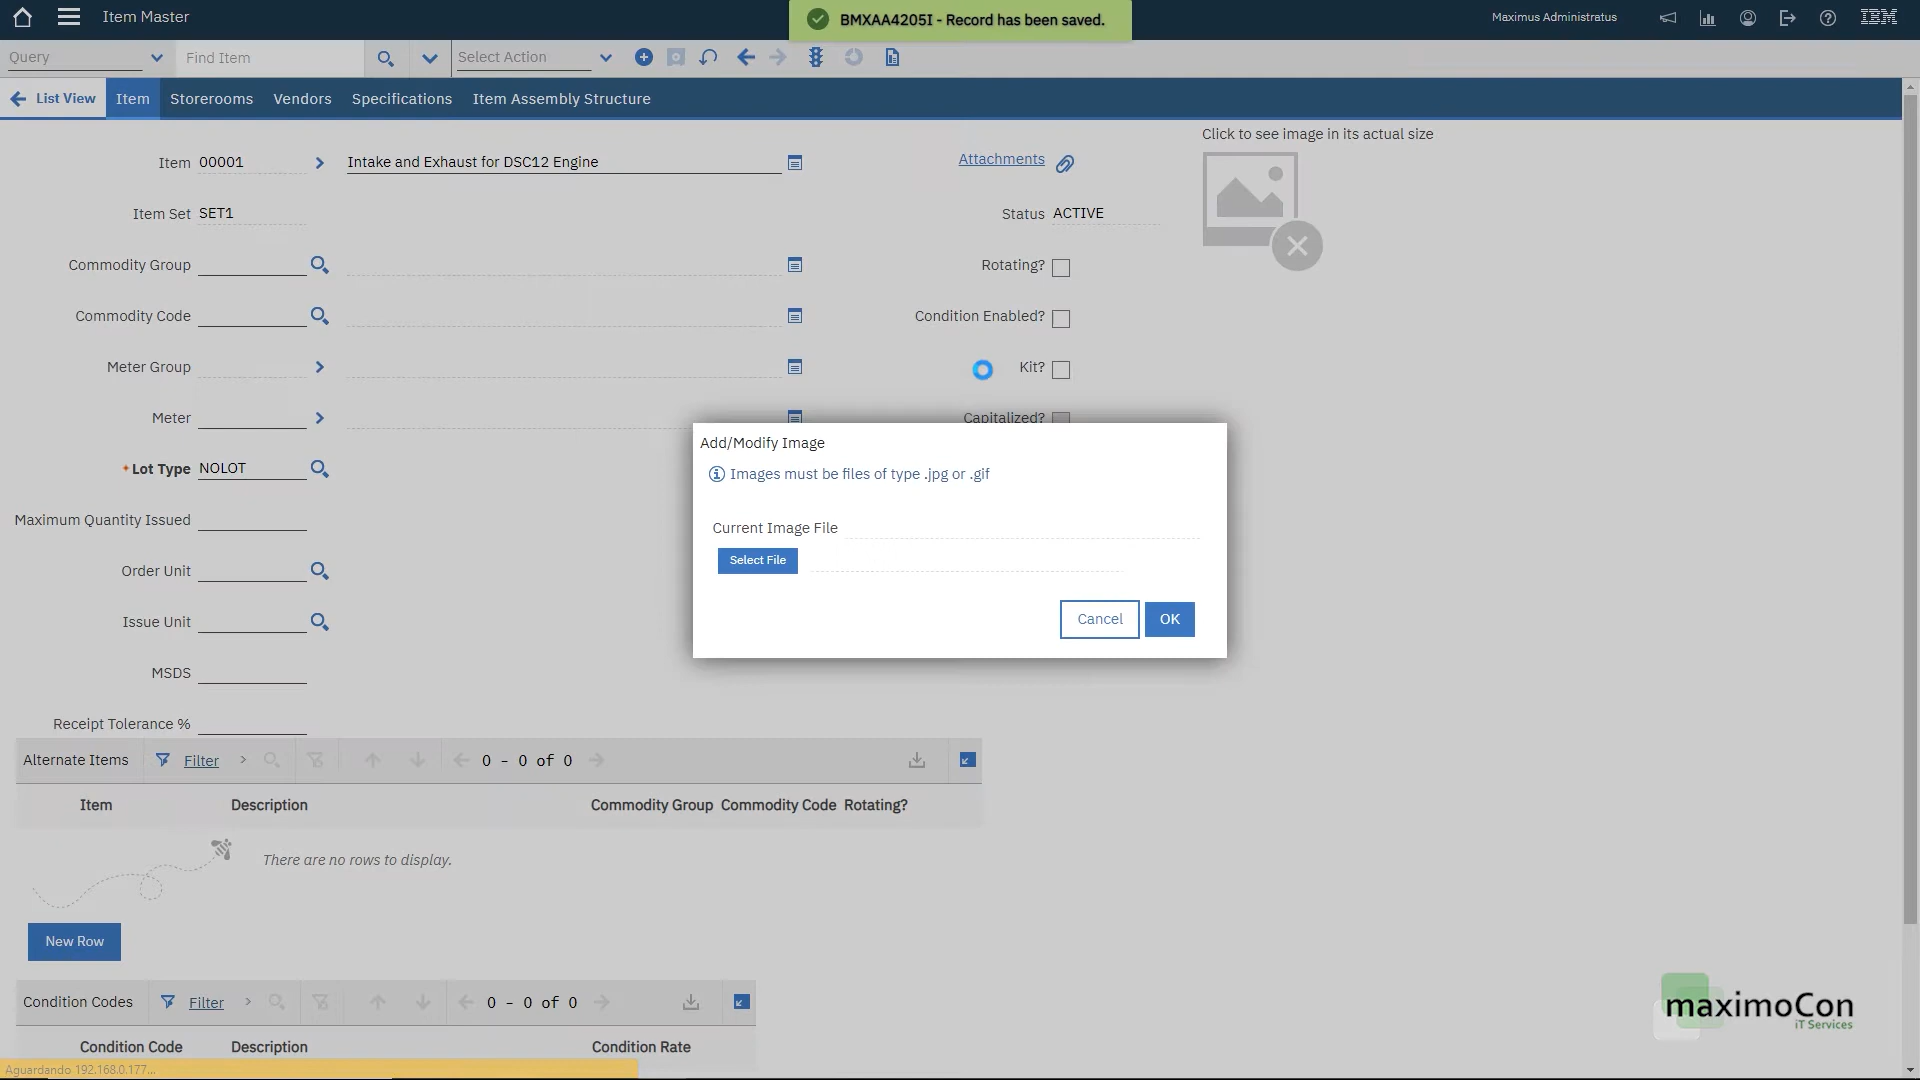 Item Master
BMXAA4205I - Record has been saved.
Maximus Administratus
IBM
Query
Find Item
Select Action
List View
Item
Storerooms
Vendors
Specifications
Item Assembly Structure
Click to see image in its actual size
Item 00001
Intake and Exhaust for DSC12 Engine
Attachments
Item Set SET1
Status ACTIVE
Commodity Group
Rotating?
Commodity Code
Condition Enabled?
Meter Group
Kit?
Meter
Capitalized?
Add/Modify Image
Images must be files of type .jpg or .gif
Current Image File
Select File
Cancel
OK
*Lot Type NOLOT
Maximum Quantity Issued
Order Unit
Issue Unit
MSDS
Receipt Tolerance %
Alternate Items
Filter
0 - 0 of 0
Item
Description
Commodity Group
Commodity Code
Rotating?
There are no rows to display.
New Row
Condition Codes
Filter
0 - 0 of 0
Condition Code
Description
Condition Rate
maximoCon
iT Services
Aguardando 192.168.0.177...